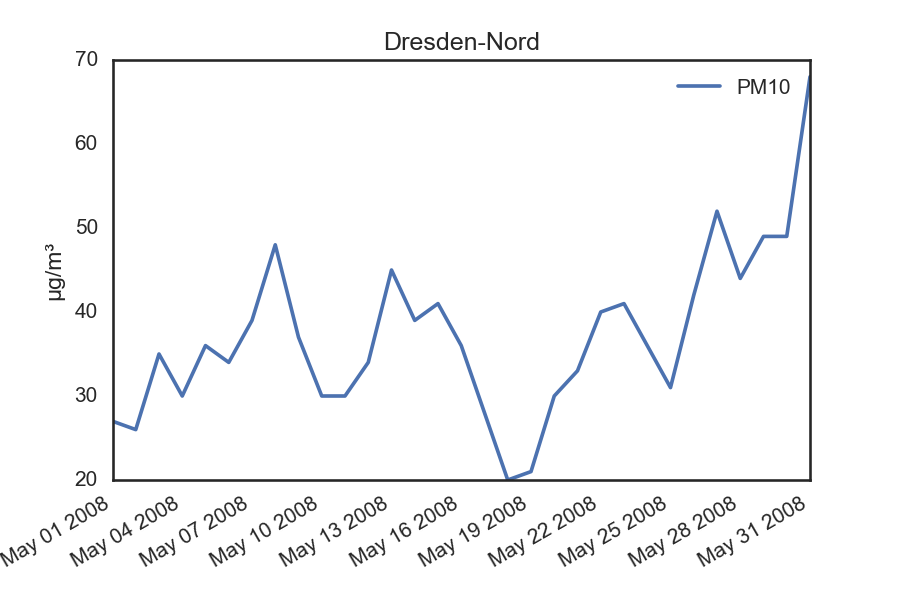 Dresden-Nord
PM10
µg/m³
70
60
50
40
30
20
May 01 2008
May 04 2008
May 07 2008
May 10 2008
May 13 2008
May 16 2008
May 19 2008
May 22 2008
May 25 2008
May 28 2008
May 31 2008